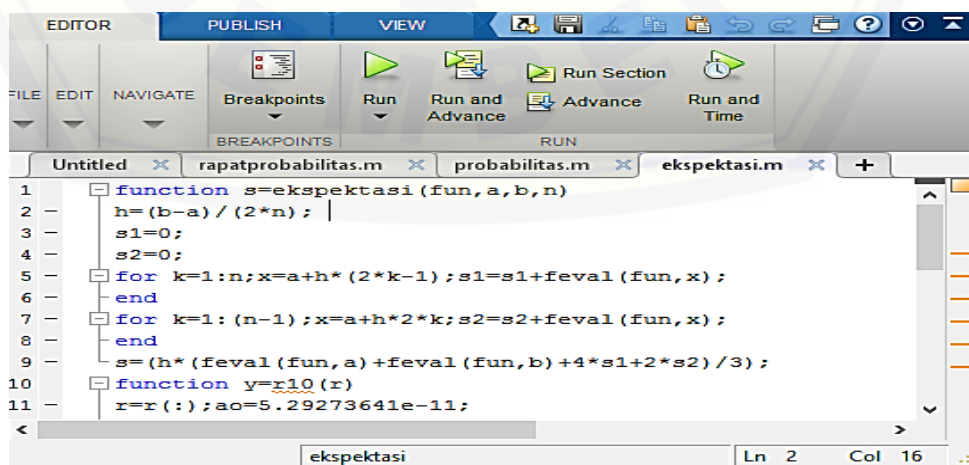 EDITOR PUBLISH VIEW
FILE EDIT NAVIGATE Breakpoints Run Run and Advance Run Section Advance Run and Time
BREAKPOINTS RUN
Untitled rapatprobabilitas.m probabilitas.m ekspektasi.m +
1 function s=ekspektasi(fun,a,b,n)
2 – h=(b-a)/(2*n);
3 – s1=0;
4 – s2=0;
5 – for k=1:n;x=a+h*(2*k-1);s1=s1+feval(fun,x);
6 – end
7 – for k=1:(n-1);x=a+h*2*k;s2=s2+feval(fun,x);
8 – end
9 – s=(h*(feval(fun,a)+feval(fun,b)+4*s1+2*s2)/3);
10 function y=r10(r)
11 – r=r(:);ao=5.29273641e-11;
ekspektasi Ln 2 Col 16